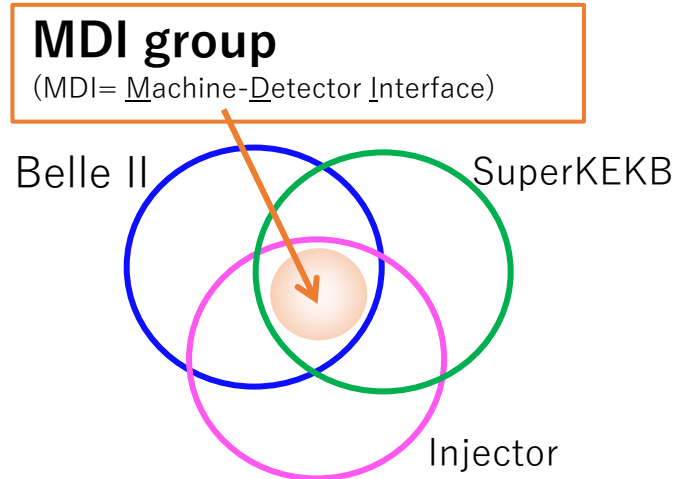 MDI group
(MDI= Machine-Detector Interface)
Belle II
SuperKEKB
Injector